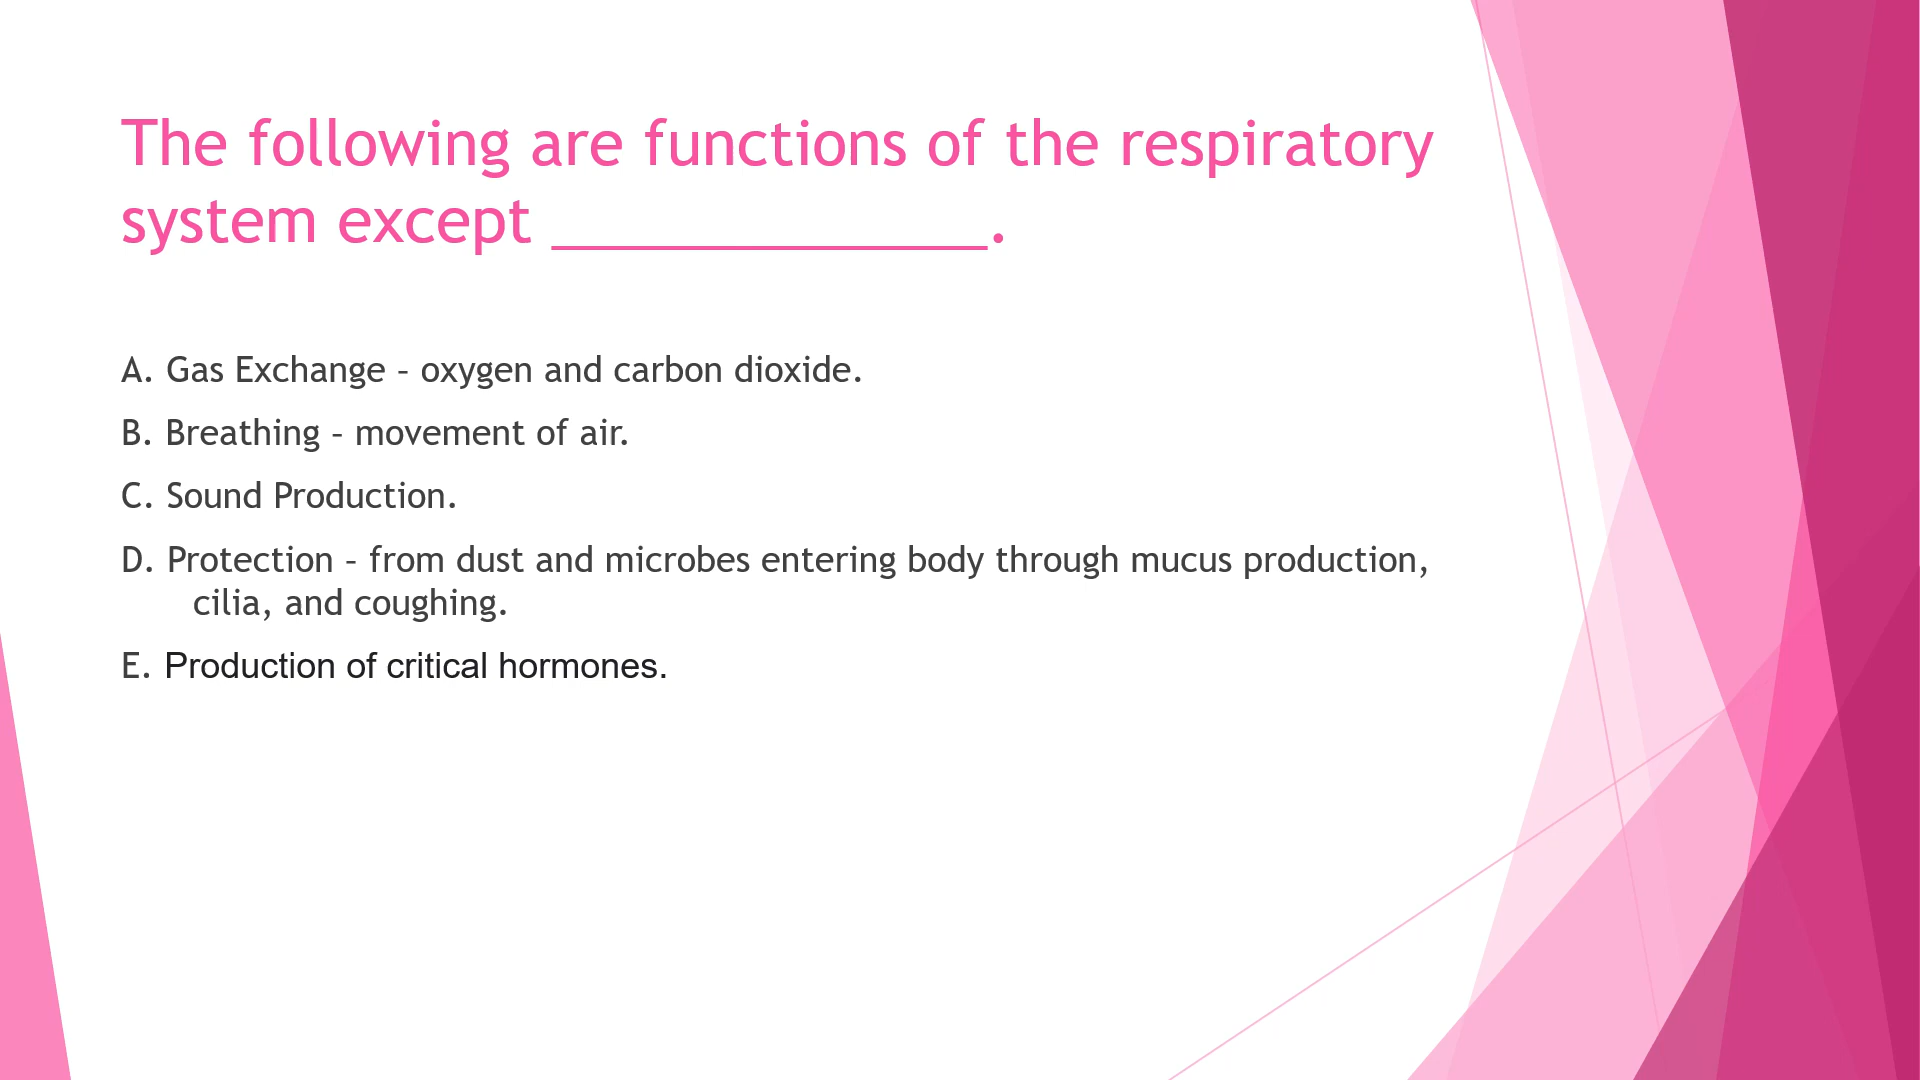 The following are functions of the respiratory
system except _____________.
A. Gas Exchange – oxygen and carbon dioxide.
B. Breathing – movement of air.
C. Sound Production.
D. Protection – from dust and microbes entering body through mucus production,
cilia, and coughing.
E. Production of critical hormones.